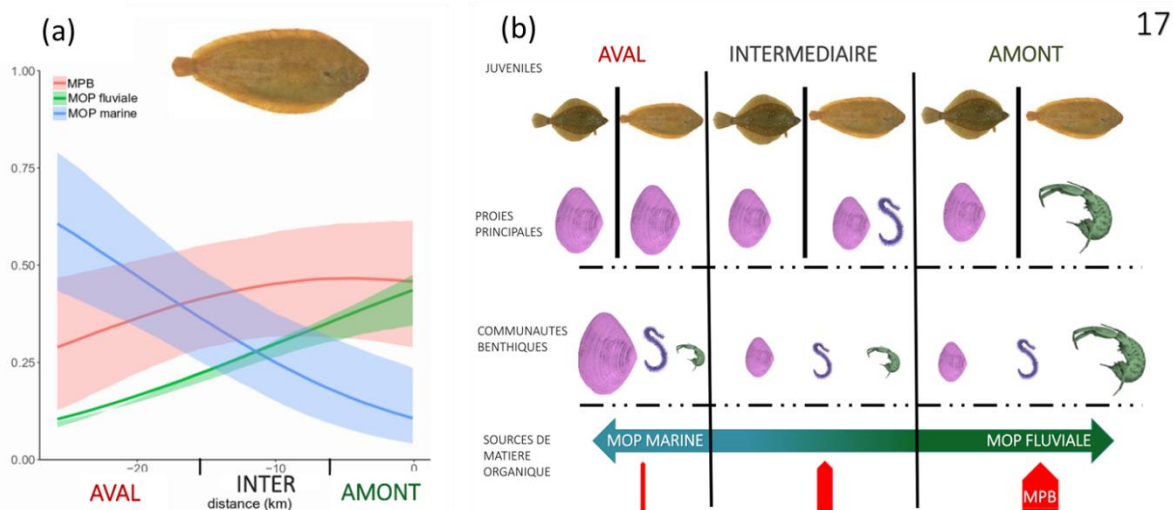 17
(a)
1.00
0.75
0.50
0.25
0.00
MPB
MOP fluviale
MOP marine
-20
-10
0
AVAL
INTER
AMONT
distance (km)
(b)
JUVENILES
AVAL
INTERMEDIAIRE
AMONT
PROIES
PRINCIPALES
COMMUNAUTES
BENTHIQUES
SOURCES DE
MATIERE
ORGANIQUE
MOP MARINE
MOP FLUVIALE
MPB